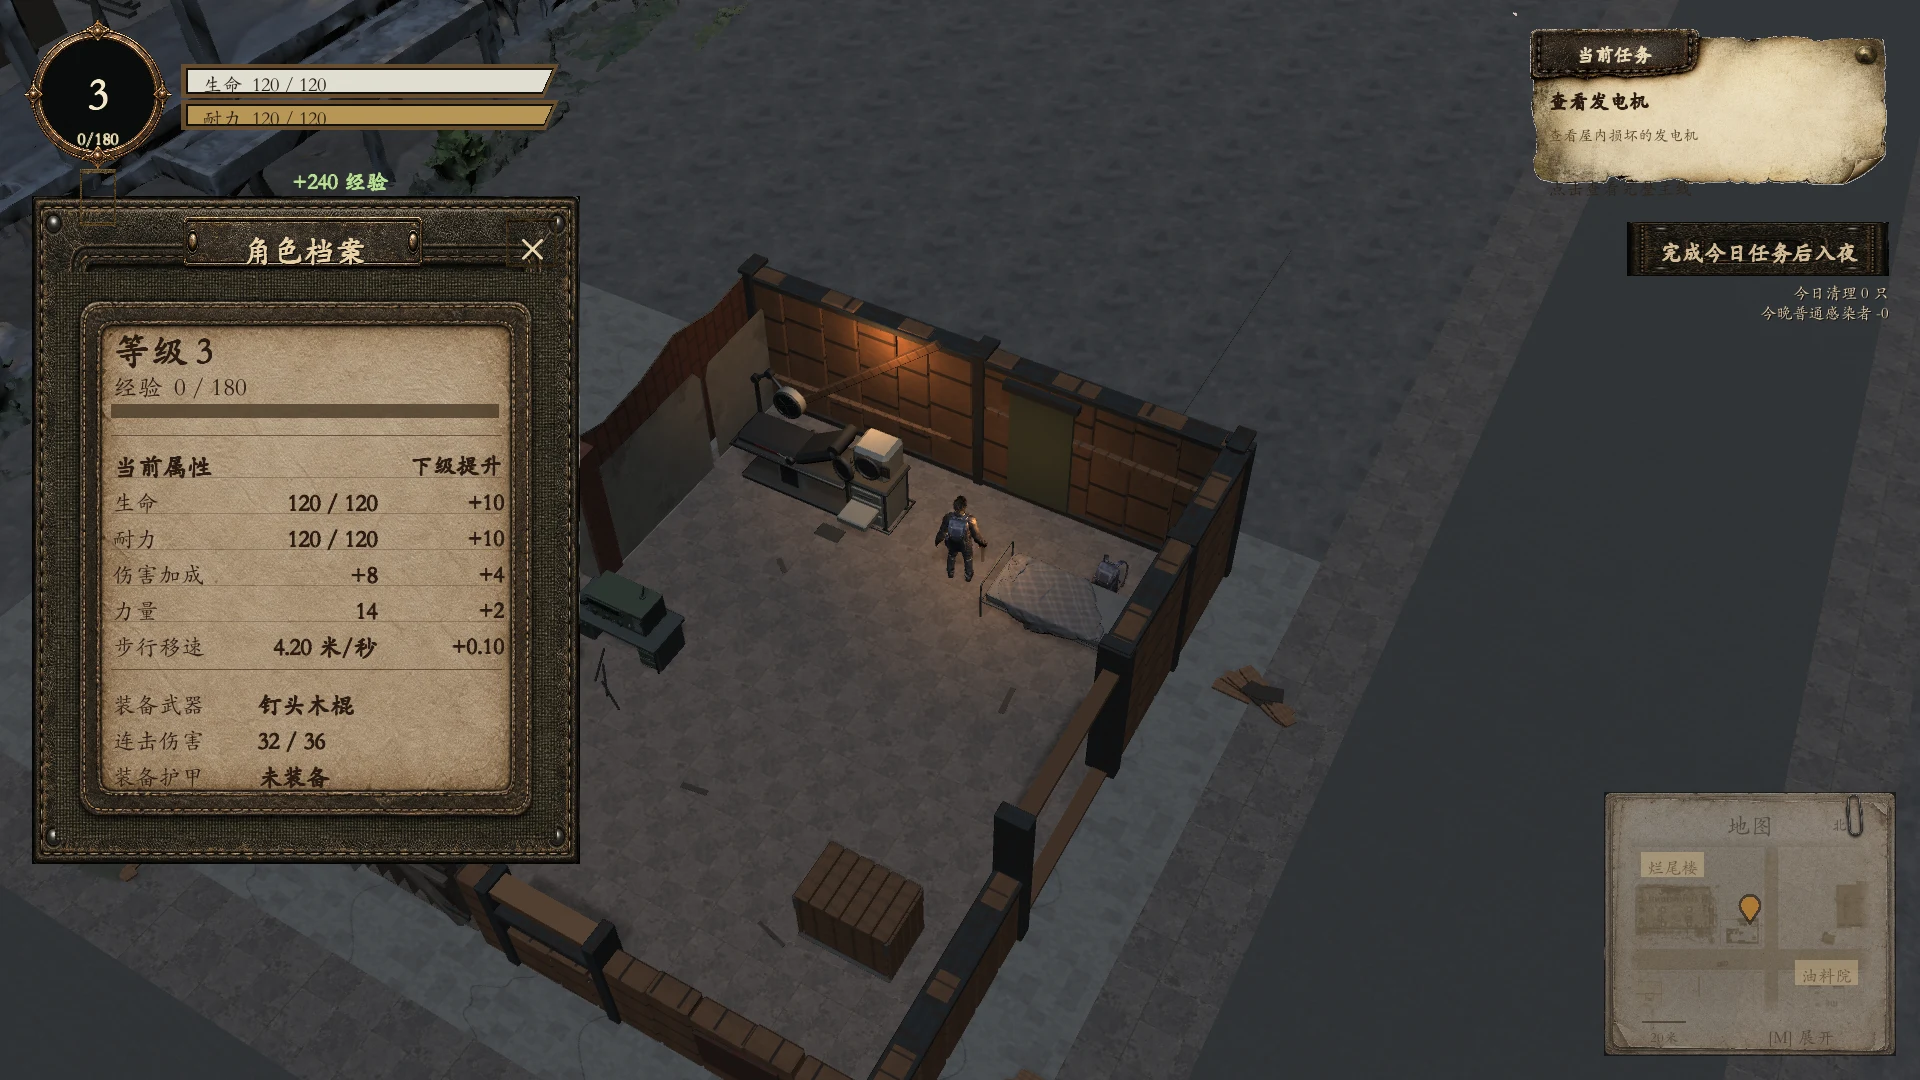 3
0/180
生命 120 / 120
耐力 120 / 120
+240 经验
角色档案
等级 3
经验 0 / 180
当前属性 下级提升
生命 120 / 120 +10
耐力 120 / 120 +10
伤害加成 +8 +4
力量 14 +2
步行移速 4.20 米/秒 +0.10
装备武器 钉头木棍
连击伤害 32 / 36
装备护甲 未装备
当前任务
查看发电机
查看屋内损坏的发电机
完成今日任务后入夜
今日清理 0 只
今晚普通感染者 -0
地图 北
烂尾楼
油料院
20米
[M] 展开